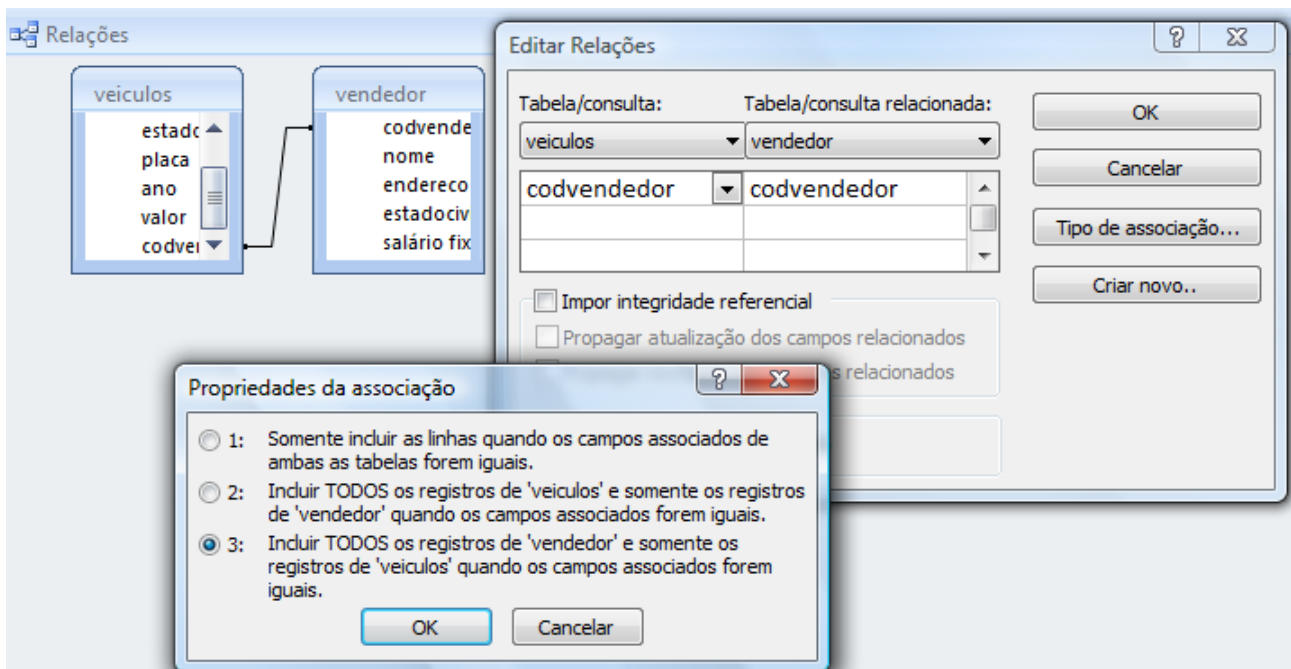 Relações
veiculos
estadc
placa
ano
valor
codvei
vendedor
codvende
nome
endereco
estadociv
salário fix
Editar Relações
Tabela/consulta: Tabela/consulta relacionada:
veiculos vendedor
codvendedor codvendedor
Impor integridade referencial
Propagar atualização dos campos relacionados
s relacionados
OK
Cancelar
Tipo de associação...
Criar novo..
Propriedades da associação
1: Somente incluir as linhas quando os campos associados de
ambas as tabelas forem iguais.
2: Incluir TODOS os registros de 'veiculos' e somente os registros
de 'vendedor' quando os campos associados forem iguais.
3: Incluir TODOS os registros de 'vendedor' e somente os
registros de 'veiculos' quando os campos associados forem
iguais.
OK Cancelar